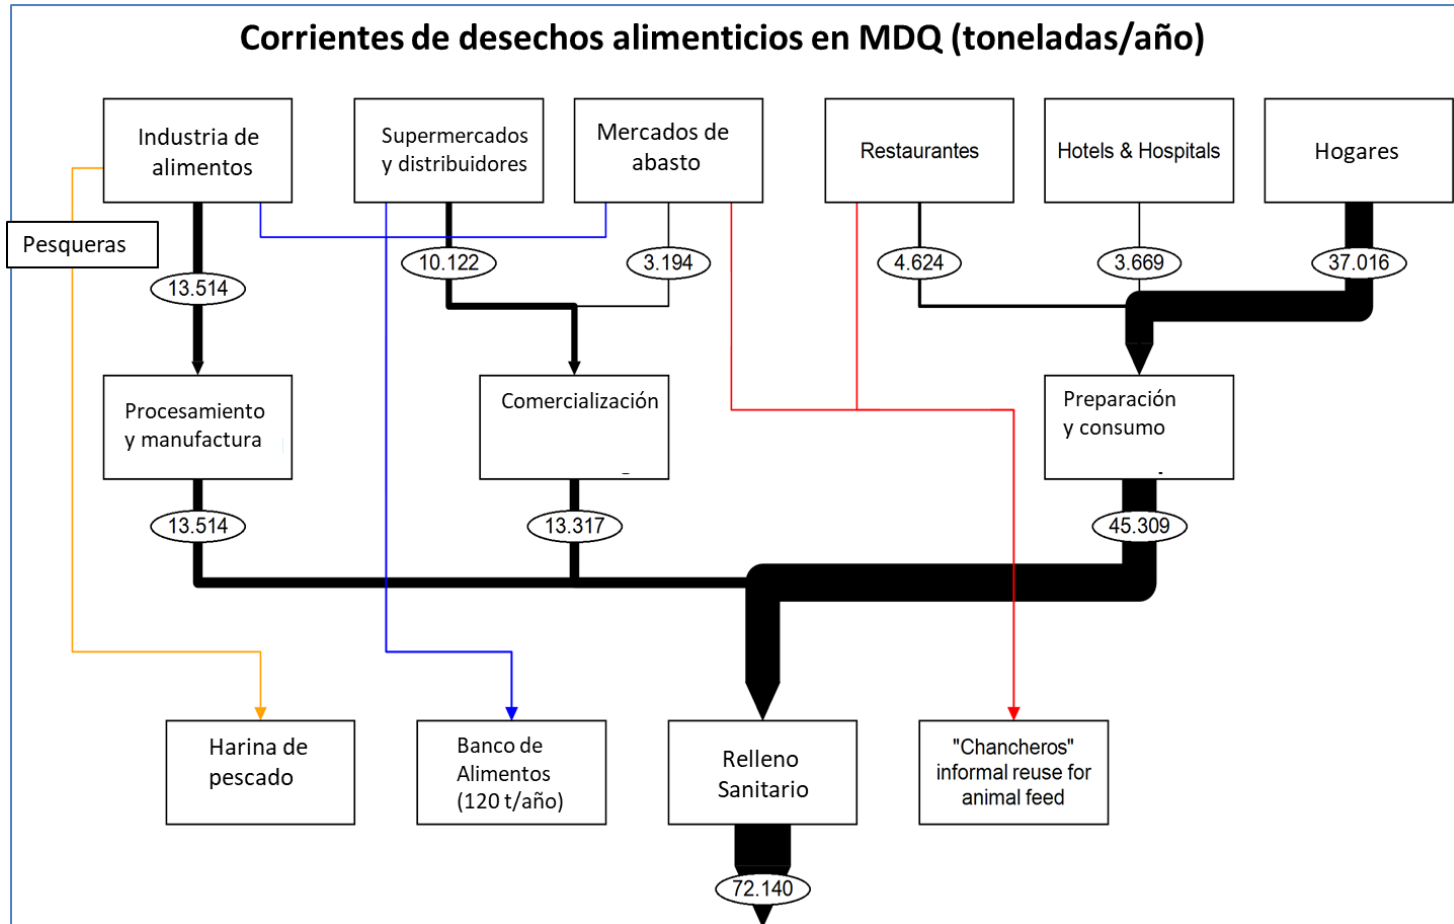 Corrientes de desechos alimenticios en MDQ (toneladas/año)
Industria de
alimentos
Supermercados
y distribuidores
Mercados de
abasto
Restaurantes
Hotels & Hospitals
Hogares
Pesqueras
13.514
10.122
3.194
4.624
3.669
37.016
Procesamiento
y manufactura
Comercialización
Preparación
y consumo
13.514
13.317
45.309
Harina de
pescado
Banco de
Alimentos
(120 t/año)
Relleno
Sanitario
"Chancheros"
informal reuse for
animal feed
72.140